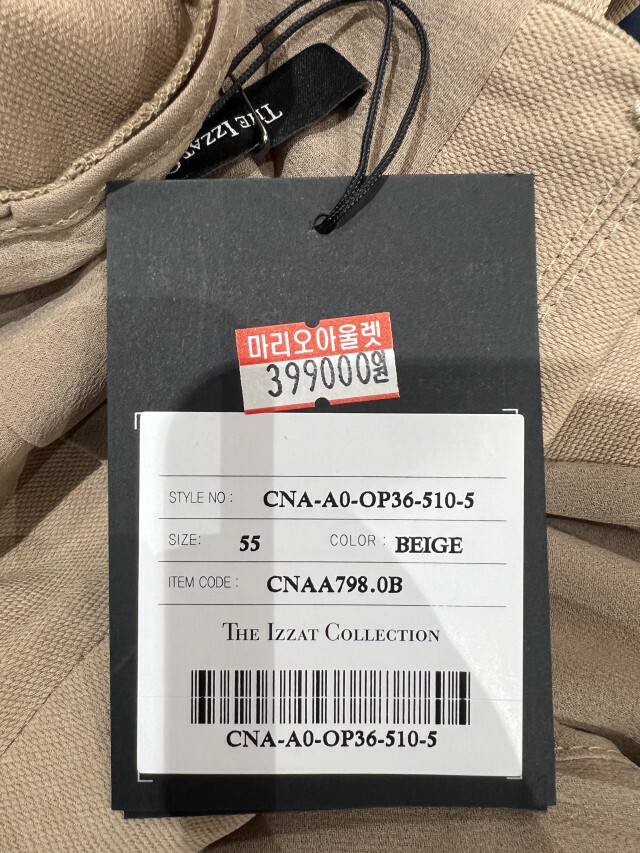 THE IZZAT C
마리오아울렛
399000원
STYLE NO : CNA-A0-OP36-510-5
SIZE: 55 COLOR : BEIGE
ITEM CODE : CNAA798.0B
THE IZZAT COLLECTION
CNA-A0-OP36-510-5